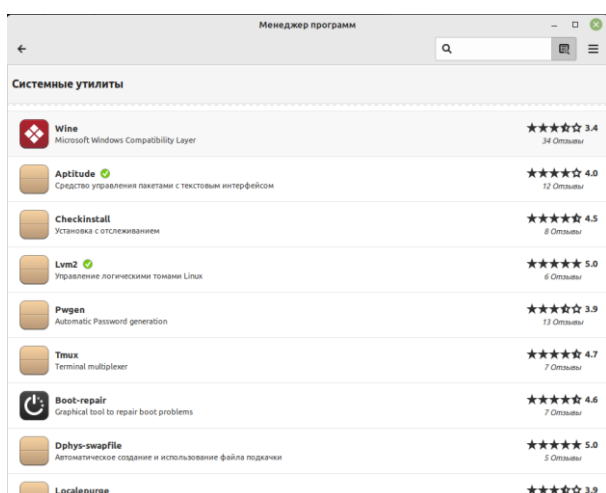 Менеджер программ
Системные утилиты
Wine
Microsoft Windows Compatibility Layer
3.4
34 Отзывы
Aptitude
Средство управления пакетами с текстовым интерфейсом
4.0
12 Отзывы
Checkinstall
Установка с отслеживанием
4.5
8 Отзывы
Lvm2
Управление логическими томами Linux
5.0
6 Отзывы
Pwgen
Automatic Password generation
3.9
13 Отзывы
Tmux
Terminal multiplexer
4.7
7 Отзывы
Boot-repair
Graphical tool to repair boot problems
4.6
7 Отзывы
Dphys-swapfile
Автоматическое создание и использование файла подкачки
5.0
5 Отзывы
Localepurge
3.9